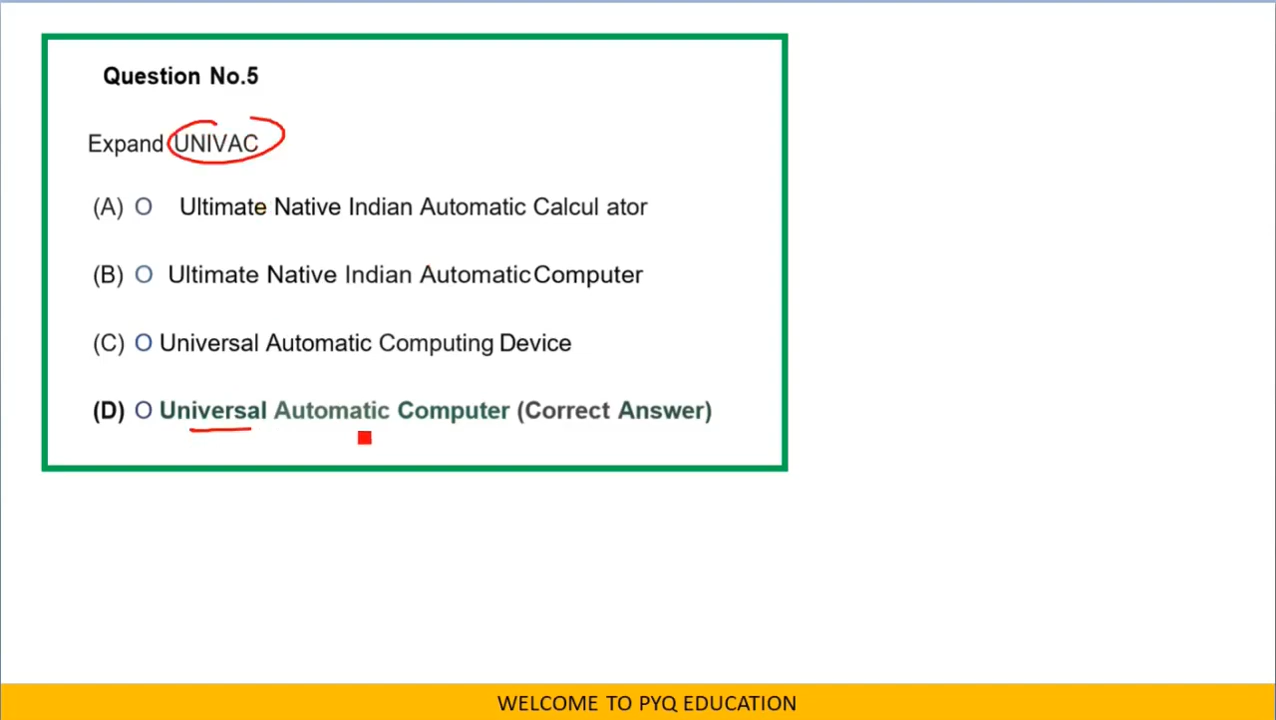 Question No.5
Expand UNIVAC
(A) O Ultimate Native Indian Automatic Calcul ator
(B) O Ultimate Native Indian Automatic Computer
(C) O Universal Automatic Computing Device
(D) O Universal Automatic Computer (Correct Answer)
WELCOME TO PYQ EDUCATION